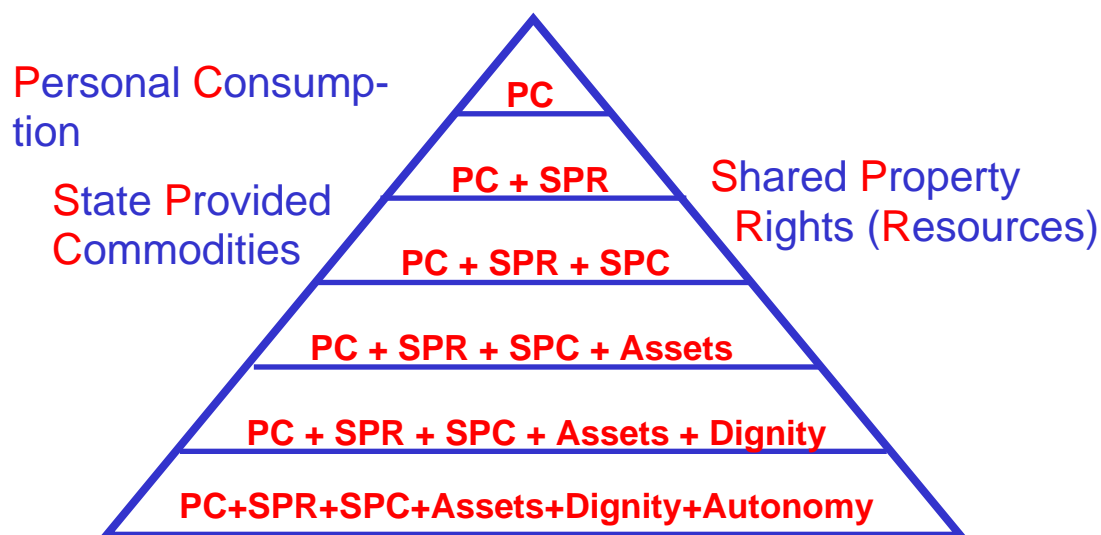 Personal Consump-
tion
State Provided
Commodities
PC
PC + SPR
PC + SPR + SPC
PC + SPR + SPC + Assets
PC + SPR + SPC + Assets + Dignity
PC+SPR+SPC+Assets+Dignity+Autonomy
Shared Property
Rights (Resources)